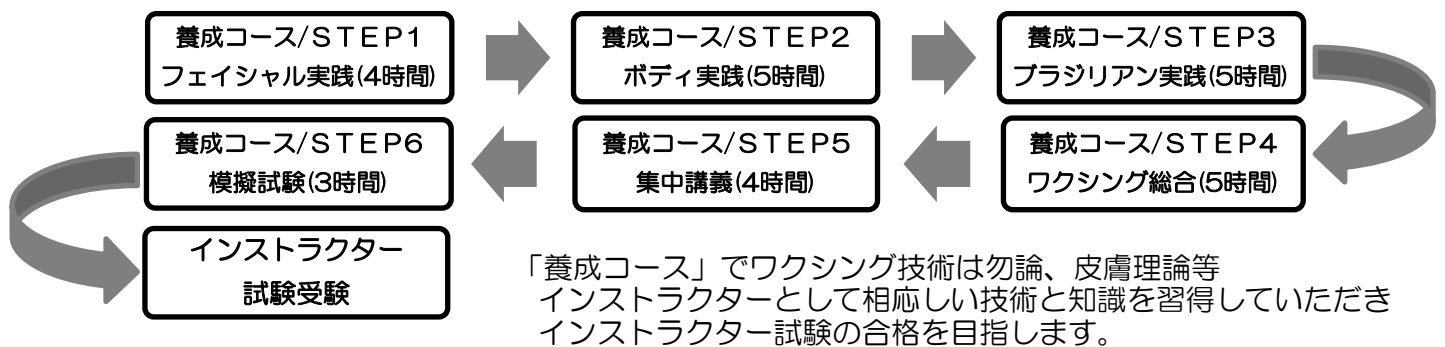 養成コース/ＳＴＥＰ1
フェイシャル実践(4時間)
養成コース/ＳＴＥＰ2
ボディ実践(5時間)
養成コース/ＳＴＥＰ3
ブラジリアン実践(5時間)
養成コース/ＳＴＥＰ4
ワクシング総合(5時間)
養成コース/ＳＴＥＰ5
集中講義(4時間)
養成コース/ＳＴＥＰ6
模擬試験(3時間)
インストラクター
試験受験
「養成コース」でワクシング技術は勿論、皮膚理論等
インストラクターとして相応しい技術と知識を習得していただき
インストラクター試験の合格を目指します。